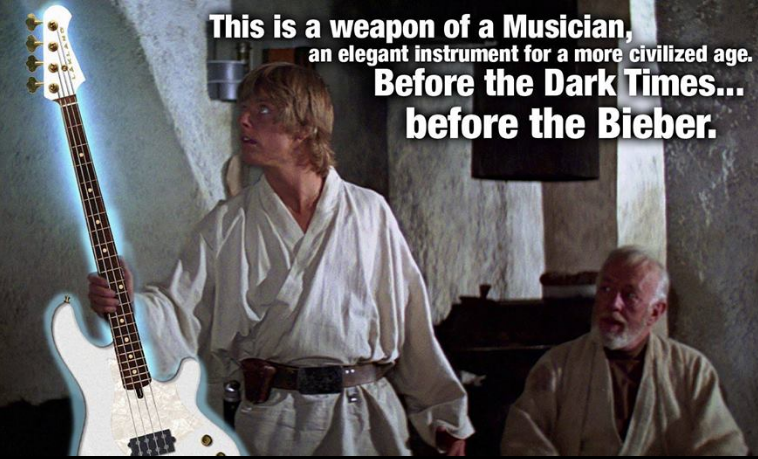 LAKLAND
This is a weapon of a Musician,
an elegant instrument for a more civilized age.
Before the Dark Times...
before the Bieber.